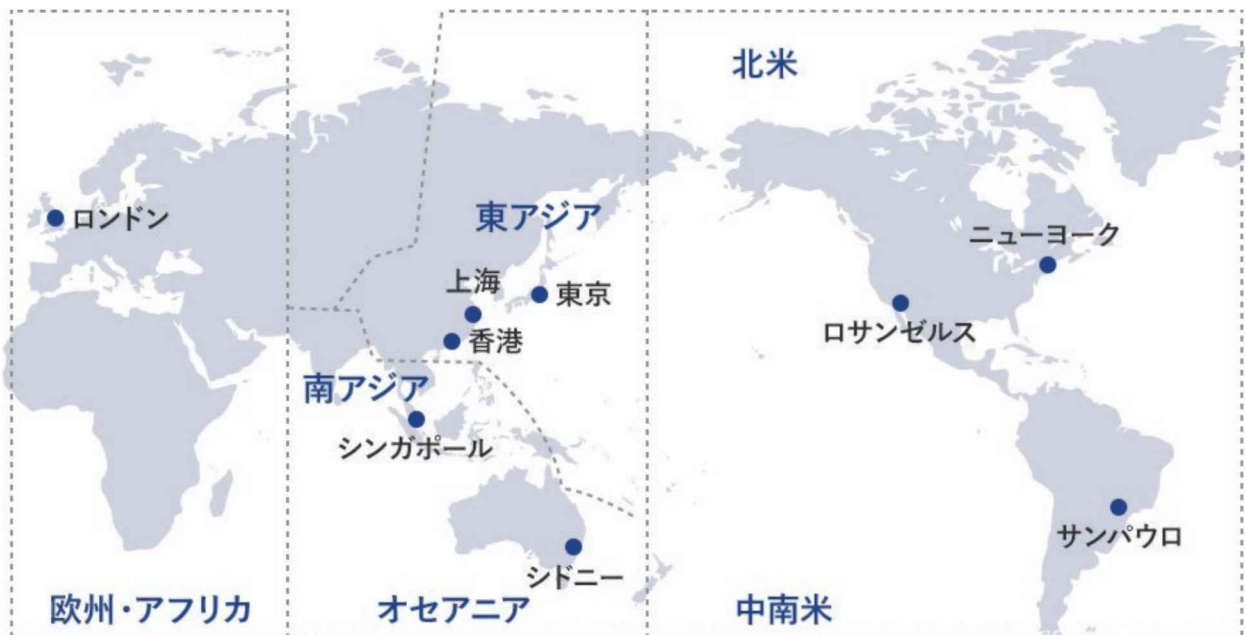 北米
ロンドン
東アジア
ニューヨーク
上海
東京
ロサンゼルス
香港
南アジア
シンガポール
サンパウロ
シドニー
欧州・アフリカ
オセアニア
中南米